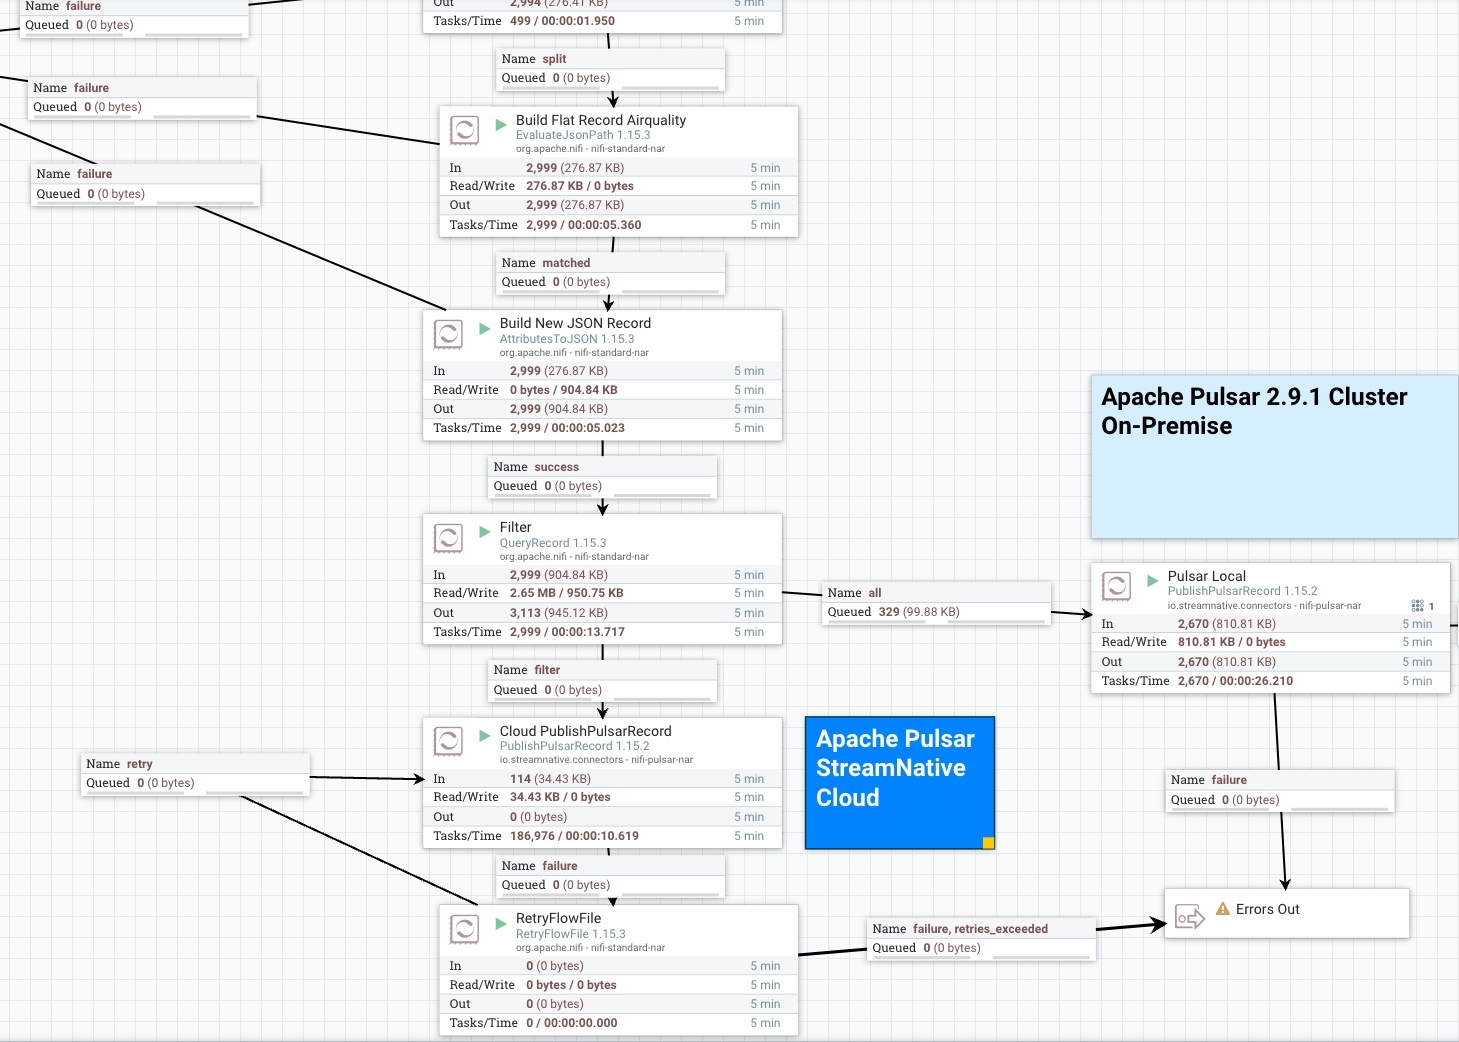 Name failure
Queued 0 (0 bytes)
Out 2,994 (276.41 KB) 5 min
Tasks/Time 499 / 00:00:01.950 5 min
Name split
Queued 0 (0 bytes)
Name failure
Queued 0 (0 bytes)
Build Flat Record Airquality
EvaluateJsonPath 1.15.3
org.apache.nifi - nifi-standard-nar
In 2,999 (276.87 KB) 5 min
Read/Write 276.87 KB / 0 bytes 5 min
Out 2,999 (276.87 KB) 5 min
Tasks/Time 2,999 / 00:00:05.360 5 min
Name failure
Queued 0 (0 bytes)
Name matched
Queued 0 (0 bytes)
Build New JSON Record
AttributesToJSON 1.15.3
org.apache.nifi - nifi-standard-nar
In 2,999 (276.87 KB) 5 min
Read/Write 0 bytes / 904.84 KB 5 min
Out 2,999 (904.84 KB) 5 min
Tasks/Time 2,999 / 00:00:05.023 5 min
Apache Pulsar 2.9.1 Cluster
On-Premise
Name success
Queued 0 (0 bytes)
Filter
QueryRecord 1.15.3
org.apache.nifi - nifi-standard-nar
In 2,999 (904.84 KB) 5 min
Read/Write 2.65 MB / 950.75 KB 5 min
Out 3,113 (945.12 KB) 5 min
Tasks/Time 2,999 / 00:00:13.717 5 min
Name all
Queued 329 (99.88 KB)
Pulsar Local
PublishPulsarRecord 1.15.2
io.streamnative.connectors - nifi-pulsar-nar
1
In 2,670 (810.81 KB) 5 min
Read/Write 810.81 KB / 0 bytes 5 min
Out 2,670 (810.81 KB) 5 min
Tasks/Time 2,670 / 00:00:26.210 5 min
Name filter
Queued 0 (0 bytes)
Cloud PublishPulsarRecord
PublishPulsarRecord 1.15.2
io.streamnative.connectors - nifi-pulsar-nar
In 114 (34.43 KB) 5 min
Read/Write 34.43 KB / 0 bytes 5 min
Out 0 (0 bytes) 5 min
Tasks/Time 186,976 / 00:00:10.619 5 min
Apache Pulsar
StreamNative
Cloud
Name retry
Queued 0 (0 bytes)
Name failure
Queued 0 (0 bytes)
Name failure
Queued 0 (0 bytes)
RetryFlowFile
RetryFlowFile 1.15.3
org.apache.nifi - nifi-standard-nar
In 0 (0 bytes) 5 min
Read/Write 0 bytes / 0 bytes 5 min
Out 0 (0 bytes) 5 min
Tasks/Time 0 / 00:00:00.000 5 min
Name failure, retries_exceeded
Queued 0 (0 bytes)
Errors Out